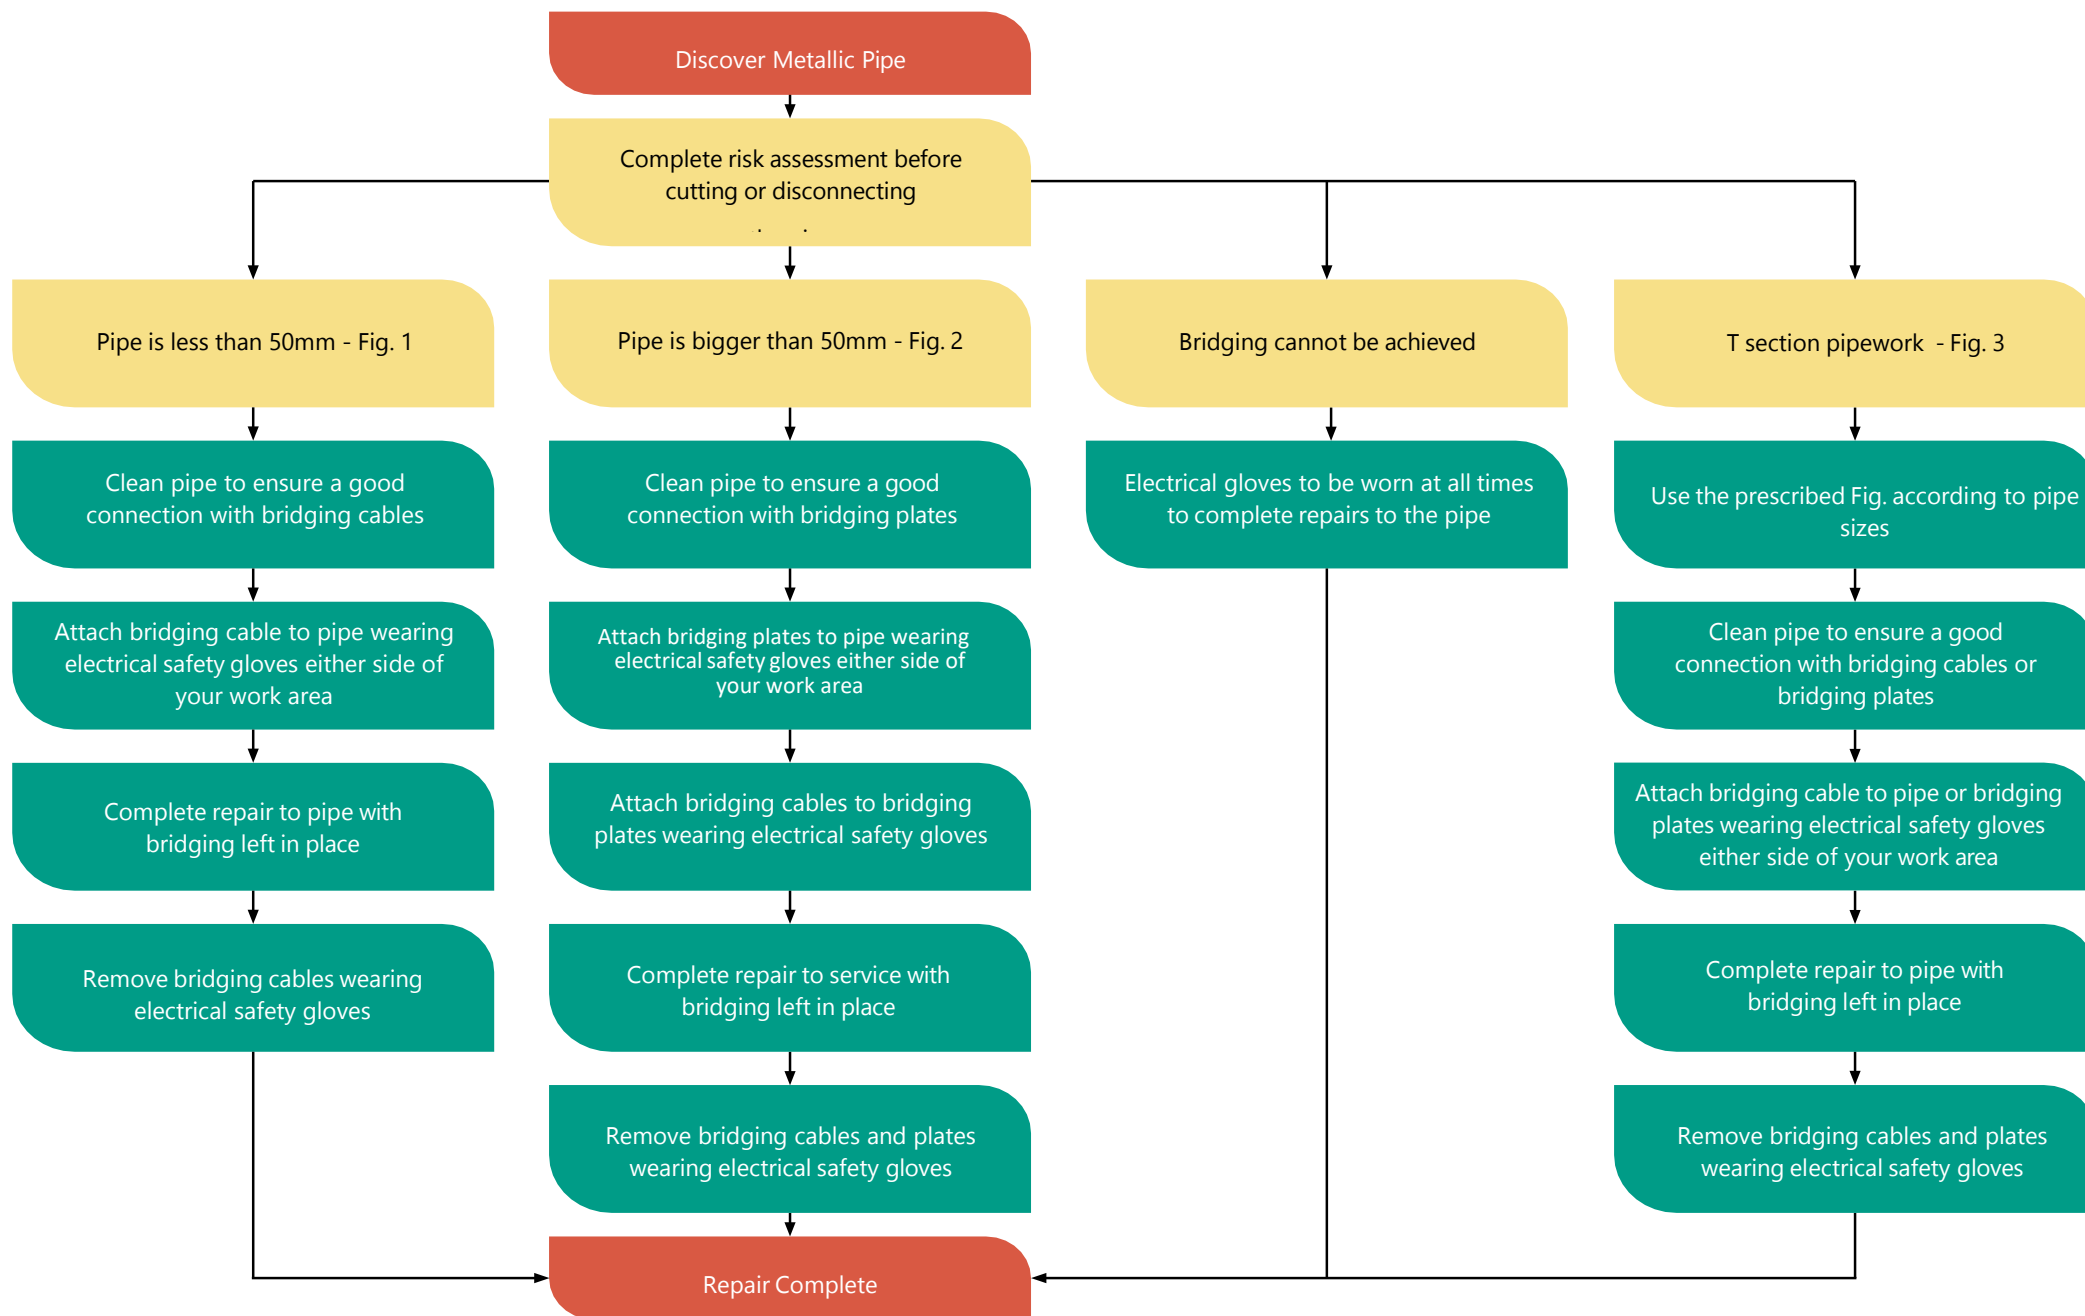 Discover Metallic Pipe
Complete risk assessment before
cutting or disconnecting
Pipe is less than 50mm - Fig. 1
Pipe is bigger than 50mm - Fig. 2
Bridging cannot be achieved
T section pipework - Fig. 3
Clean pipe to ensure a good
connection with bridging cables
Clean pipe to ensure a good
connection with bridging plates
Electrical gloves to be worn at all times
to complete repairs to the pipe
Use the prescribed Fig. according to pipe
sizes
Attach bridging cable to pipe wearing
electrical safety gloves either side of
your work area
Attach bridging plates to pipe wearing
electrical safety gloves either side of
your work area
Clean pipe to ensure a good
connection with bridging cables or
bridging plates
Complete repair to pipe with
bridging left in place
Attach bridging cables to bridging
plates wearing electrical safety gloves
Attach bridging cable to pipe or bridging
plates wearing electrical safety gloves
either side of your work area
Remove bridging cables wearing
electrical safety gloves
Complete repair to service with
bridging left in place
Complete repair to pipe with
bridging left in place
Remove bridging cables and plates
wearing electrical safety gloves
Remove bridging cables and plates
wearing electrical safety gloves
Repair Complete